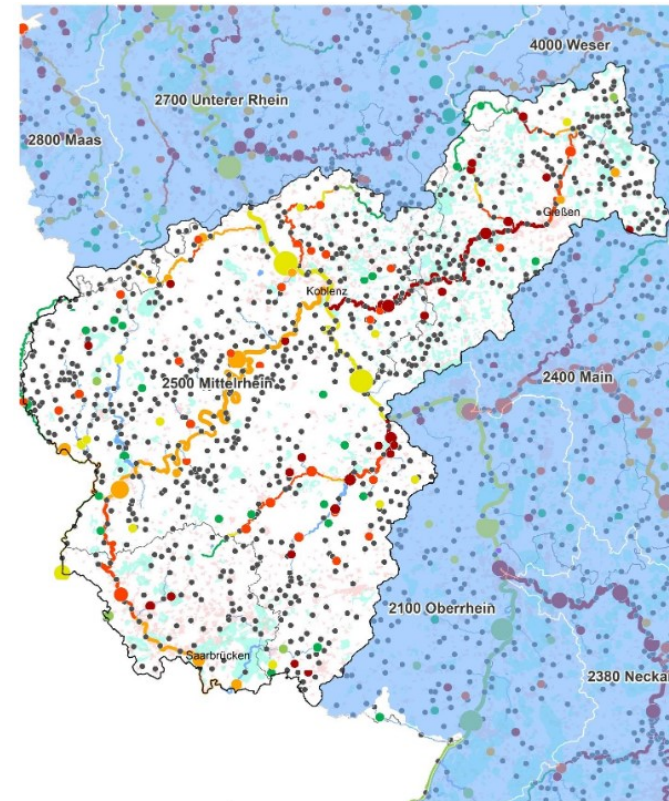 4000 Weser
2700 Unterer Rhein
2800 Maas
Gießen
Koblenz
2500 Mittelrhein
2400 Main
2100 Oberrhein
Saarbrücken
2380 Neckar